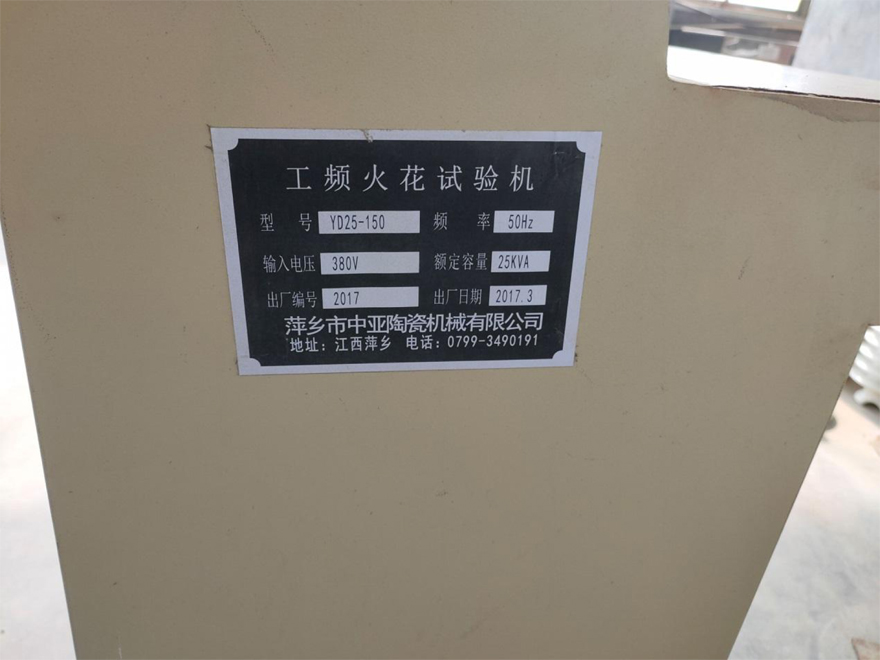 工频火花试验机
型号 YD25-150 频率 50Hz
输入电压 380V 额定容量 25KVA
出厂编号 2017 出厂日期 2017.3
萍乡市中亚陶瓷机械有限公司
地址：江西萍乡 电话：0799-3490191